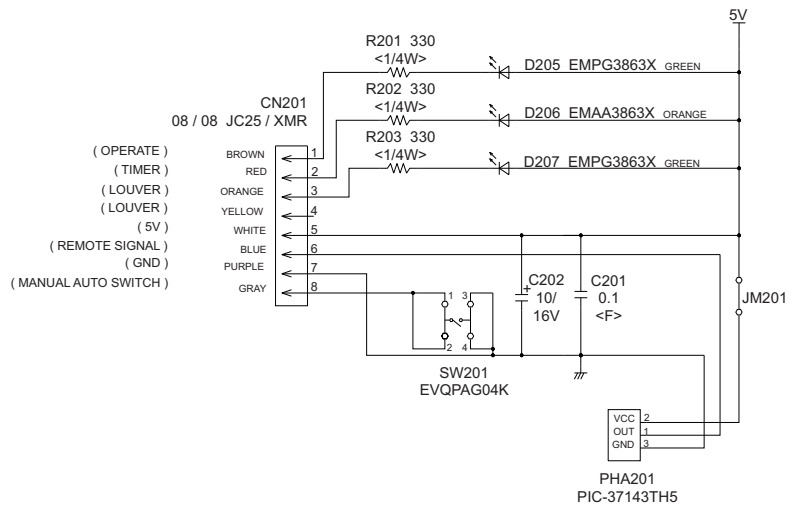 5V
R201 330
<1/4W>
D205 EMPG3863X GREEN
R202 330
<1/4W>
D206 EMAA3863X ORANGE
R203 330
<1/4W>
D207 EMPG3863X GREEN
CN201
08 / 08 JC25 / XMR
( OPERATE ) BROWN 1
( TIMER ) RED 2
( LOUVER ) ORANGE 3
( LOUVER ) YELLOW 4
( 5V ) WHITE 5
( REMOTE SIGNAL ) BLUE 6
( GND ) PURPLE 7
( MANUAL AUTO SWITCH ) GRAY 8
1 3
2 4
SW201
EVQPAG04K
C202
+
10/
16V
C201
0.1
<F>
JM201
VCC 2
OUT 1
GND 3
PHA201
PIC-37143TH5